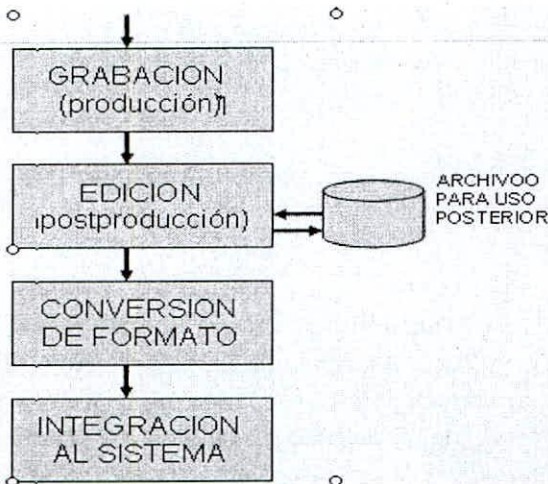 GRABACION
(producción)¶
EDICION
(postproducción)
ARCHIVOO
PARA USO
POSTERIOR
CONVERSION
DE FORMATO
INTEGRACION
AL SISTEMA